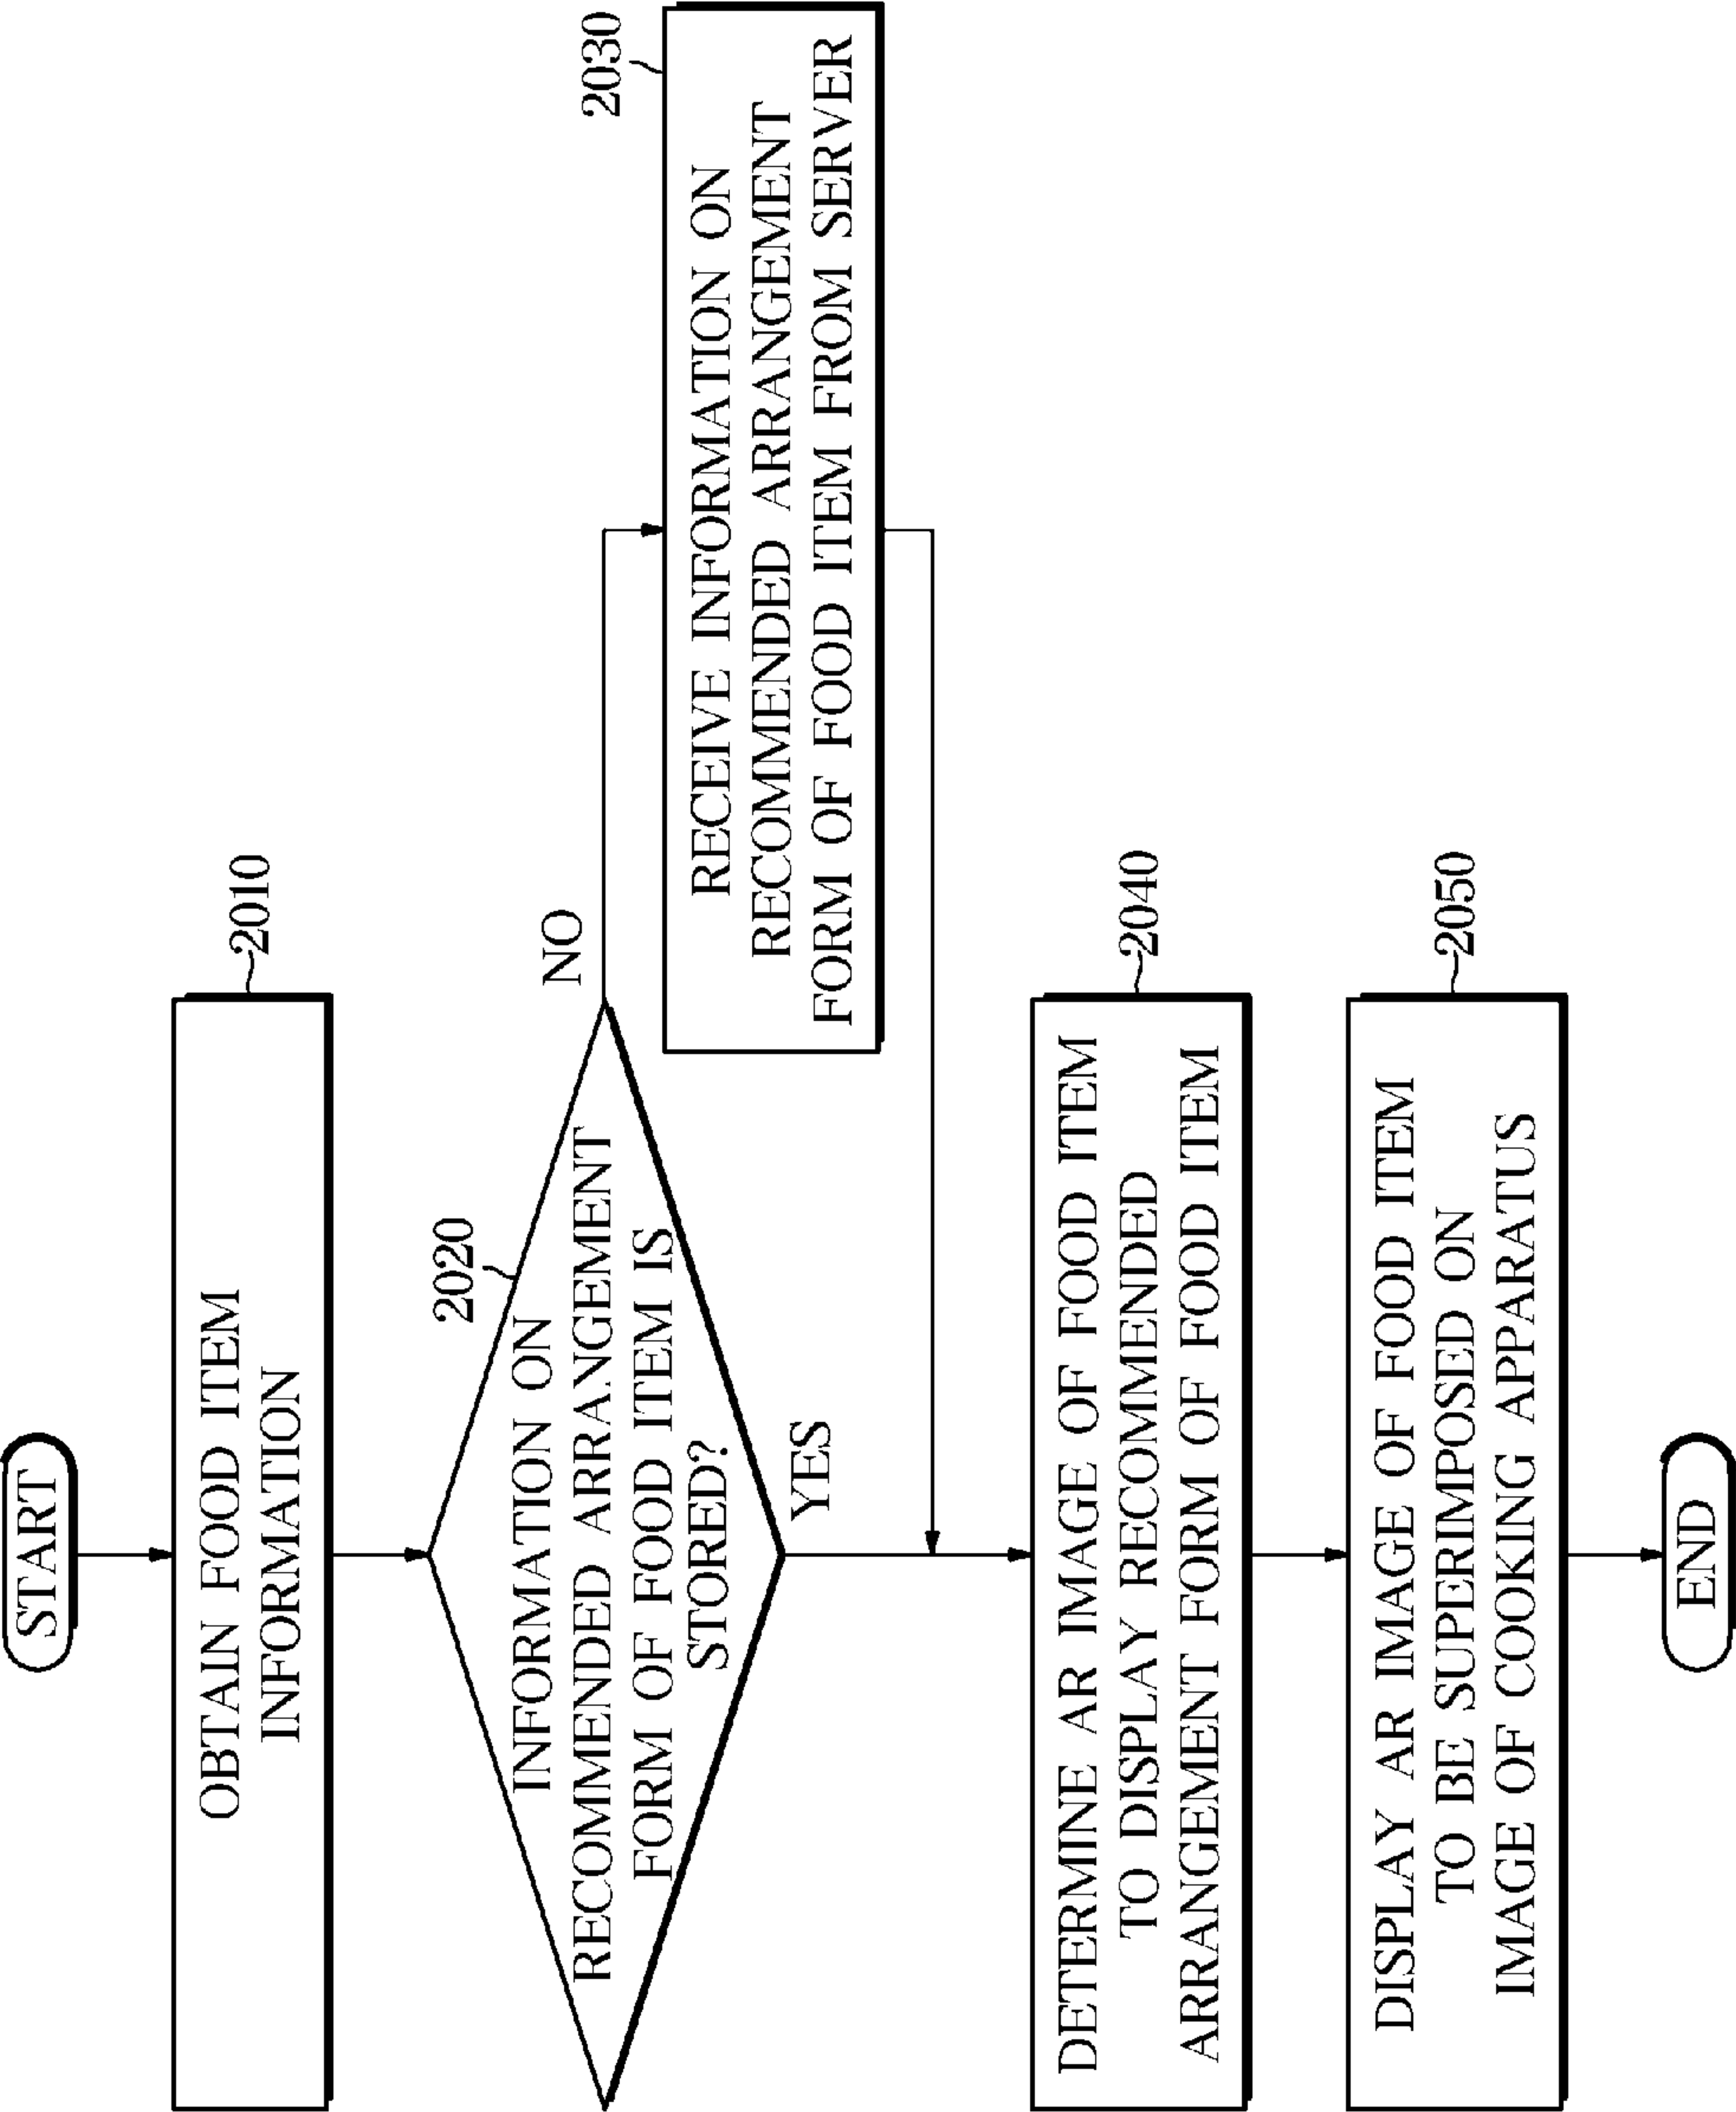 START
OBTAIN FOOD ITEM
INFORMATION
2010
INFORMATION ON
RECOMMENDED ARRANGEMENT
FORM OF FOOD ITEM IS
STORED?
2020
NO
YES
RECEIVE INFORMATION ON
RECOMMENDED ARRANGEMENT
FORM OF FOOD ITEM FROM SERVER
2030
DETERMINE AR IMAGE OF FOOD ITEM
TO DISPLAY RECOMMENDED
ARRANGEMENT FORM OF FOOD ITEM
2040
DISPLAY AR IMAGE OF FOOD ITEM
TO BE SUPERIMPOSED ON
IMAGE OF COOKING APPARATUS
2050
END